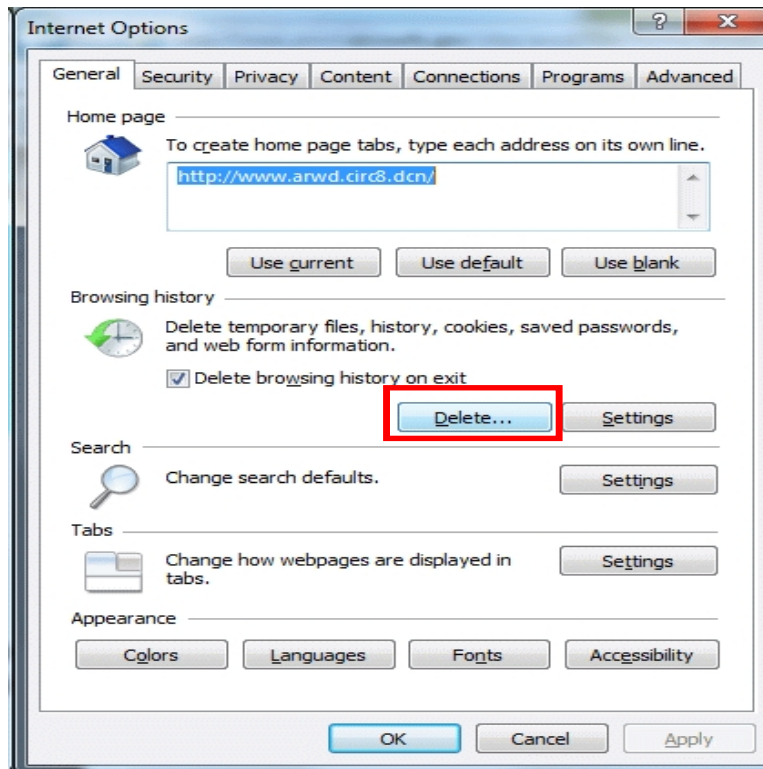 Internet Options
General Security Privacy Content Connections Programs Advanced
Home page
To create home page tabs, type each address on its own line.
http://www.arwd.circ8.dcn/
Use current Use default Use blank
Browsing history
Delete temporary files, history, cookies, saved passwords,
and web form information.
Delete browsing history on exit
Delete... Settings
Search
Change search defaults.
Settings
Tabs
Change how webpages are displayed in
tabs.
Settings
Appearance
Colors Languages Fonts Accessibility
OK Cancel Apply